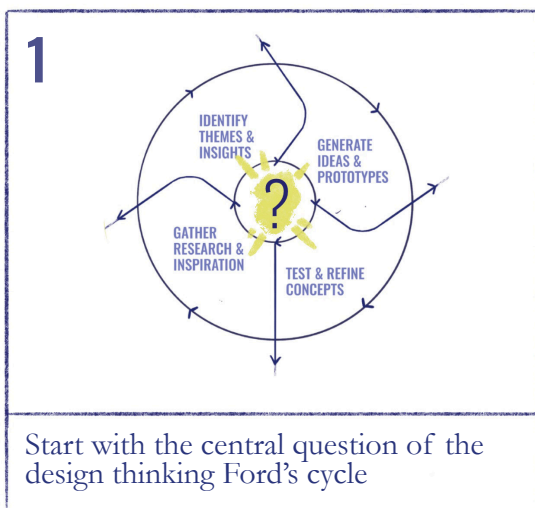 1
IDENTIFY
THEMES &
INSIGHTS
GENERATE
IDEAS &
PROTOTYPES
?
GATHER
RESEARCH &
INSPIRATION
TEST & REFINE
CONCEPTS
Start with the central question of the
design thinking Ford's cycle